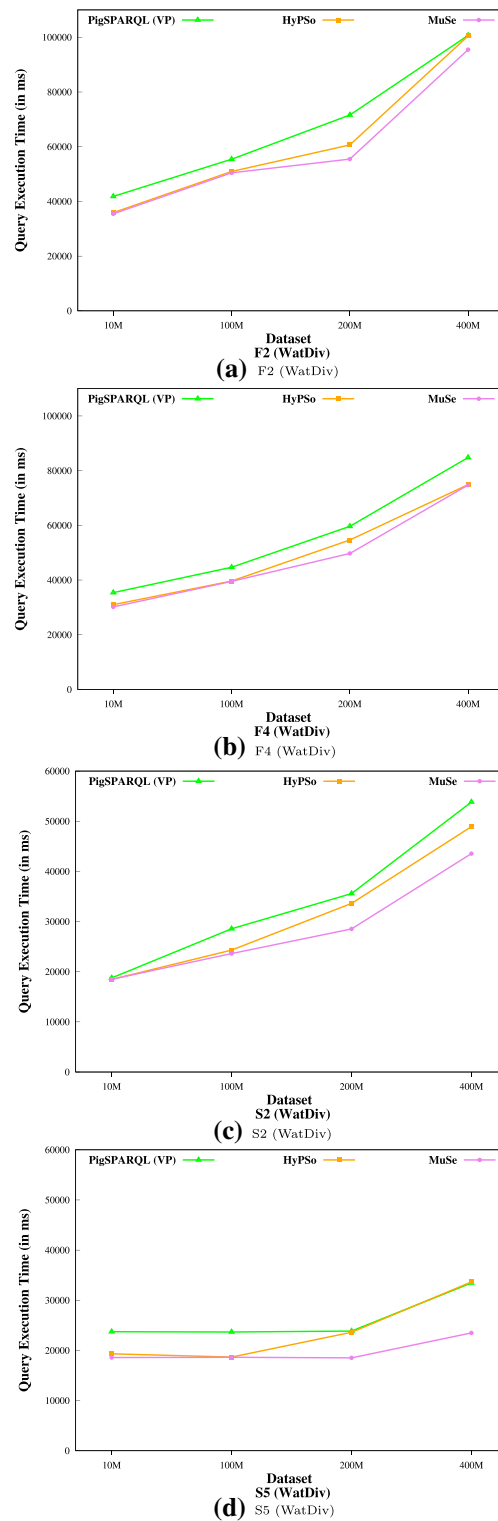 PigSPARQL (VP) HyPSo MuSe
Query Execution Time (in ms)
100000
80000
60000
40000
20000
0
10M 100M 200M 400M
Dataset
F2 (WatDiv)
(a) F2 (WatDiv)
PigSPARQL (VP) HyPSo MuSe
Query Execution Time (in ms)
100000
80000
60000
40000
20000
0
10M 100M 200M 400M
Dataset
F4 (WatDiv)
(b) F4 (WatDiv)
60000
PigSPARQL (VP) HyPSo MuSe
Query Execution Time (in ms)
50000
40000
30000
20000
10000
0
10M 100M 200M 400M
Dataset
S2 (WatDiv)
(c) S2 (WatDiv)
60000
PigSPARQL (VP) HyPSo MuSe
Query Execution Time (in ms)
50000
40000
30000
20000
10000
0
10M 100M 200M 400M
Dataset
S5 (WatDiv)
(d) S5 (WatDiv)